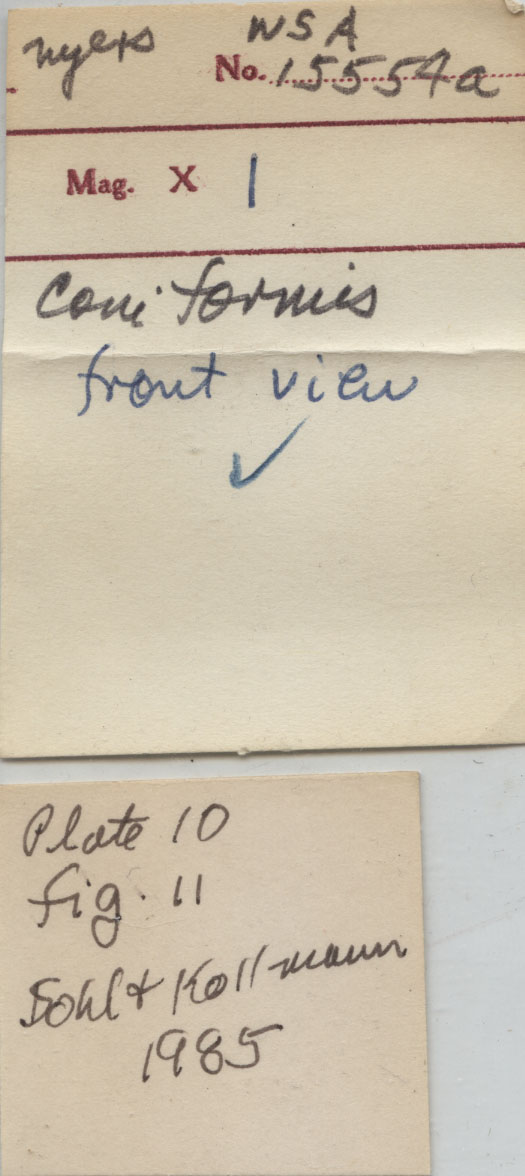 WSA
No. 15554a
Mag. X 1
coniformis
front view
Plate 10
fig. 11
Sohl + Kollmann
1985